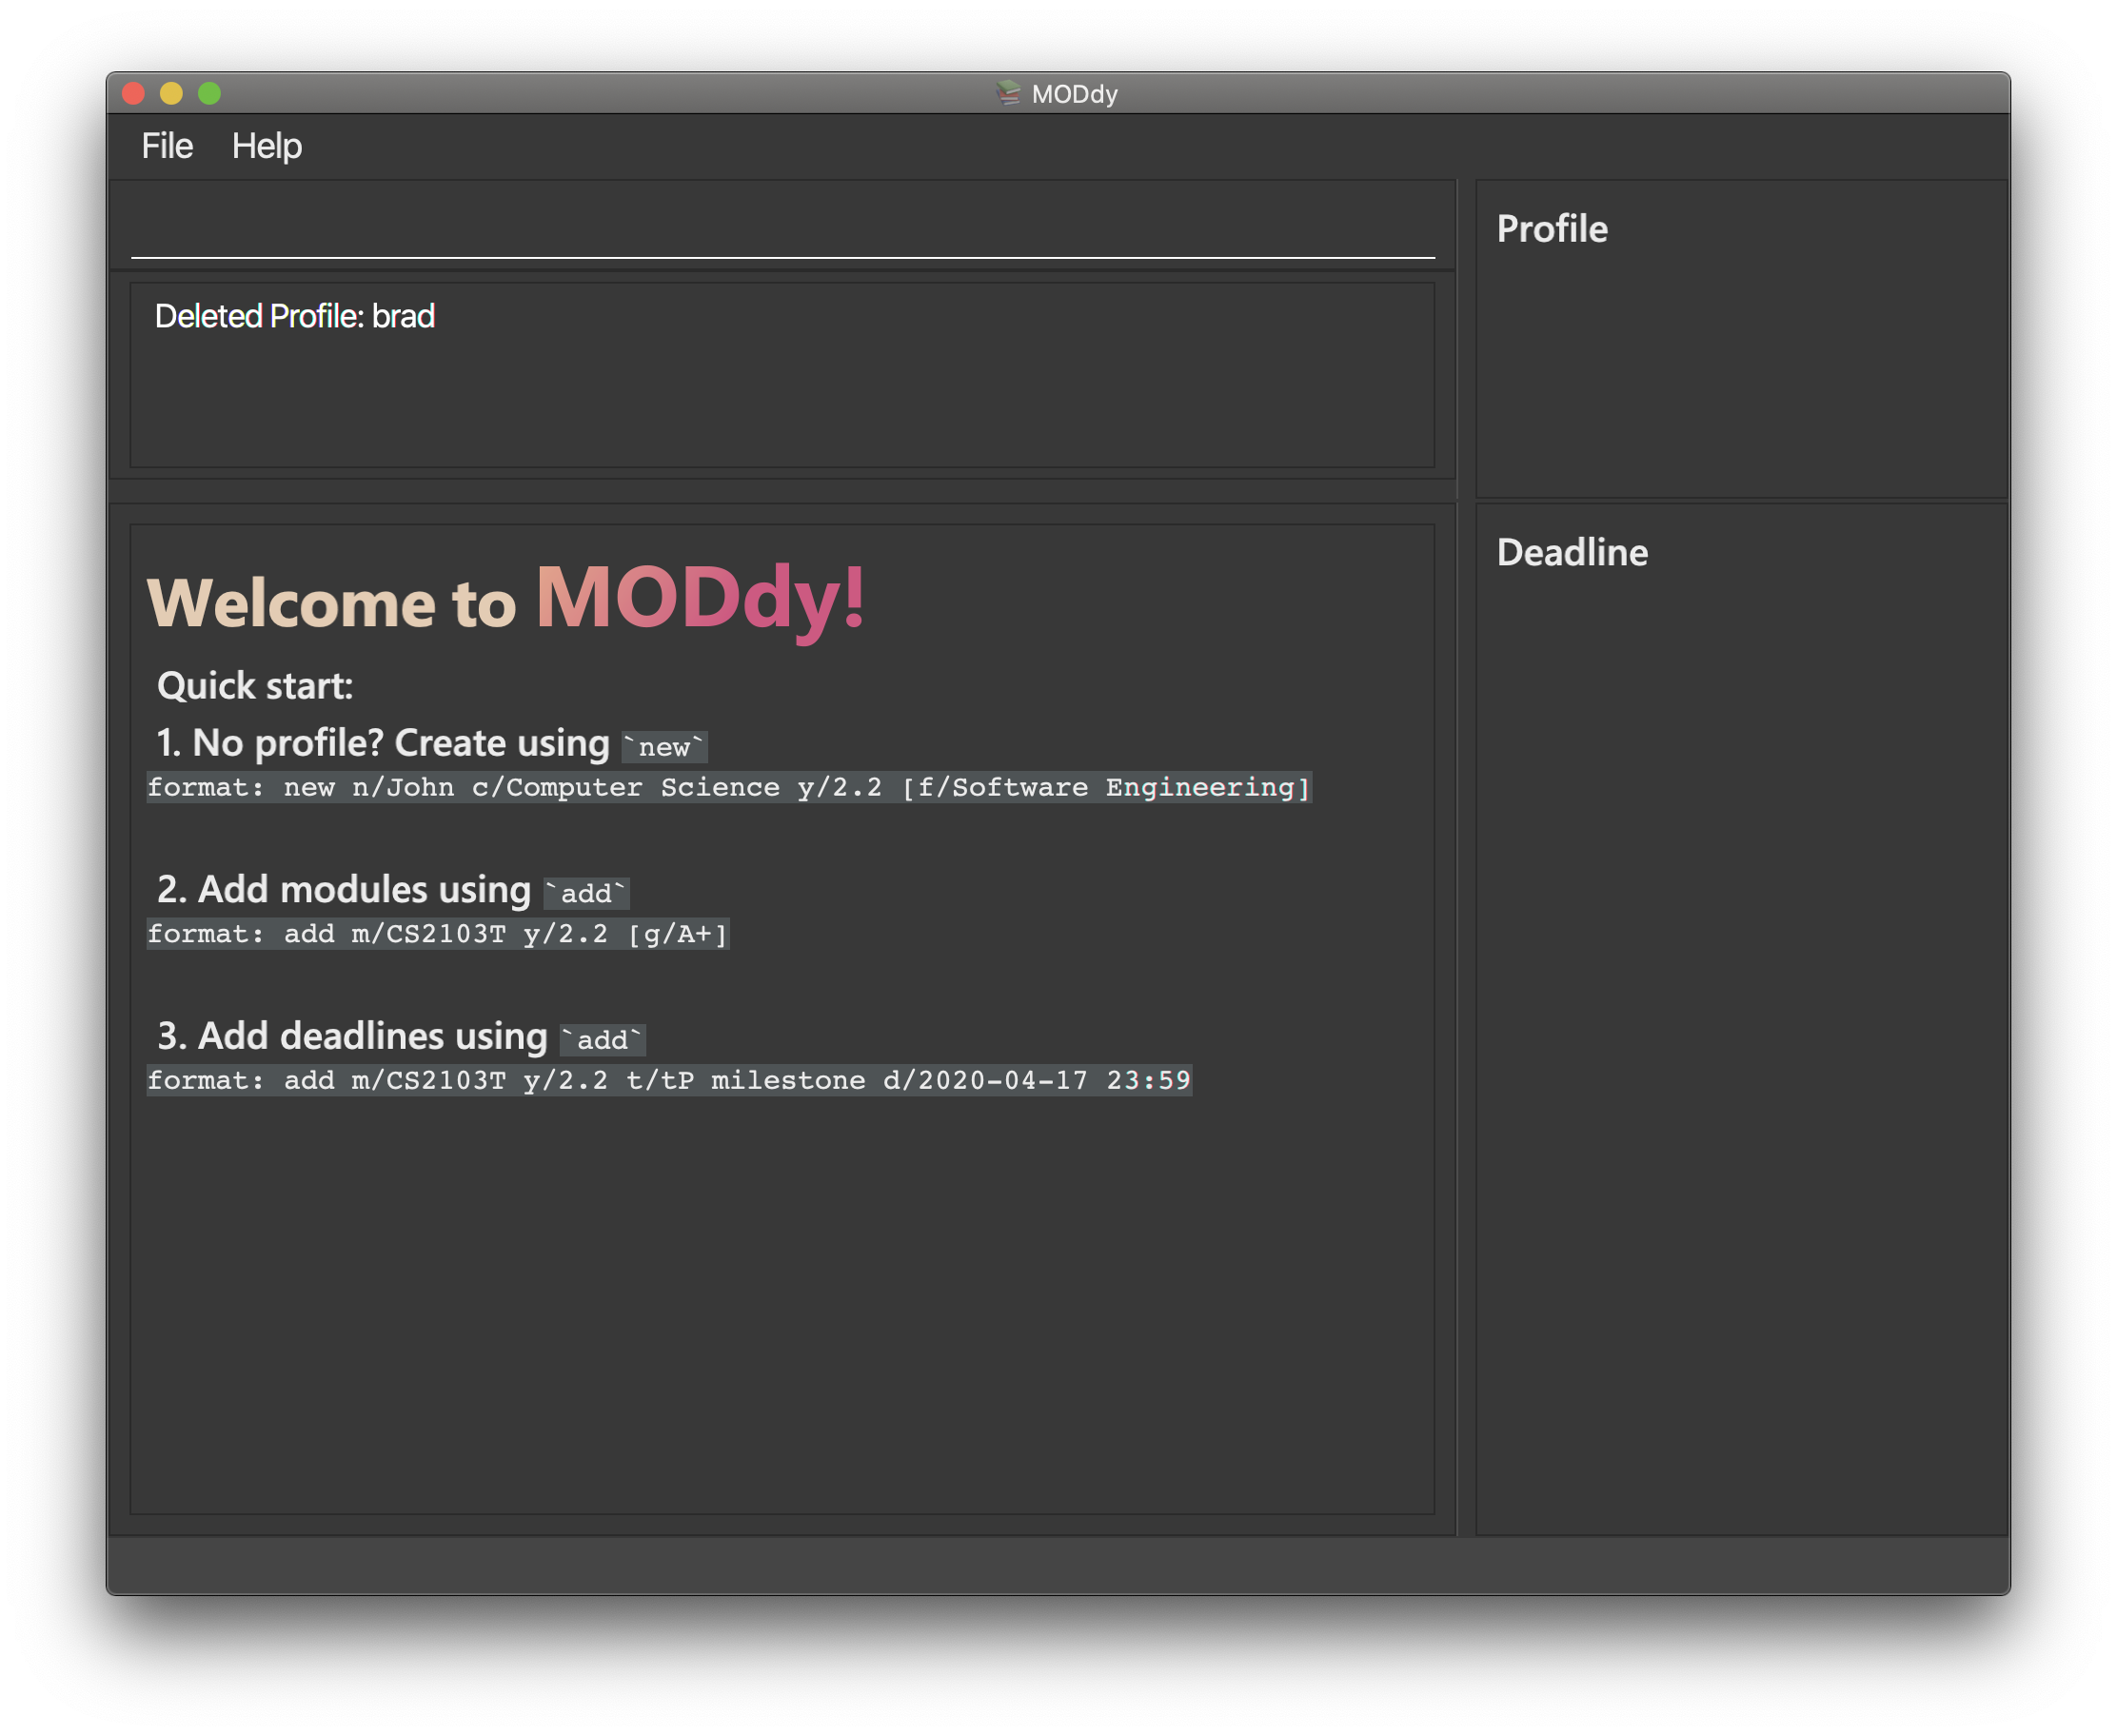 MODdy
File Help
Deleted Profile: brad
Profile
Welcome to MODdy!
Quick start:
1. No profile? Create using `new`
format: new n/John c/Computer Science y/2.2 [f/Software Engineering]
2. Add modules using `add`
format: add m/CS2103T y/2.2 [g/A+]
3. Add deadlines using `add`
format: add m/CS2103T y/2.2 t/tP milestone d/2020-04-17 23:59
Deadline